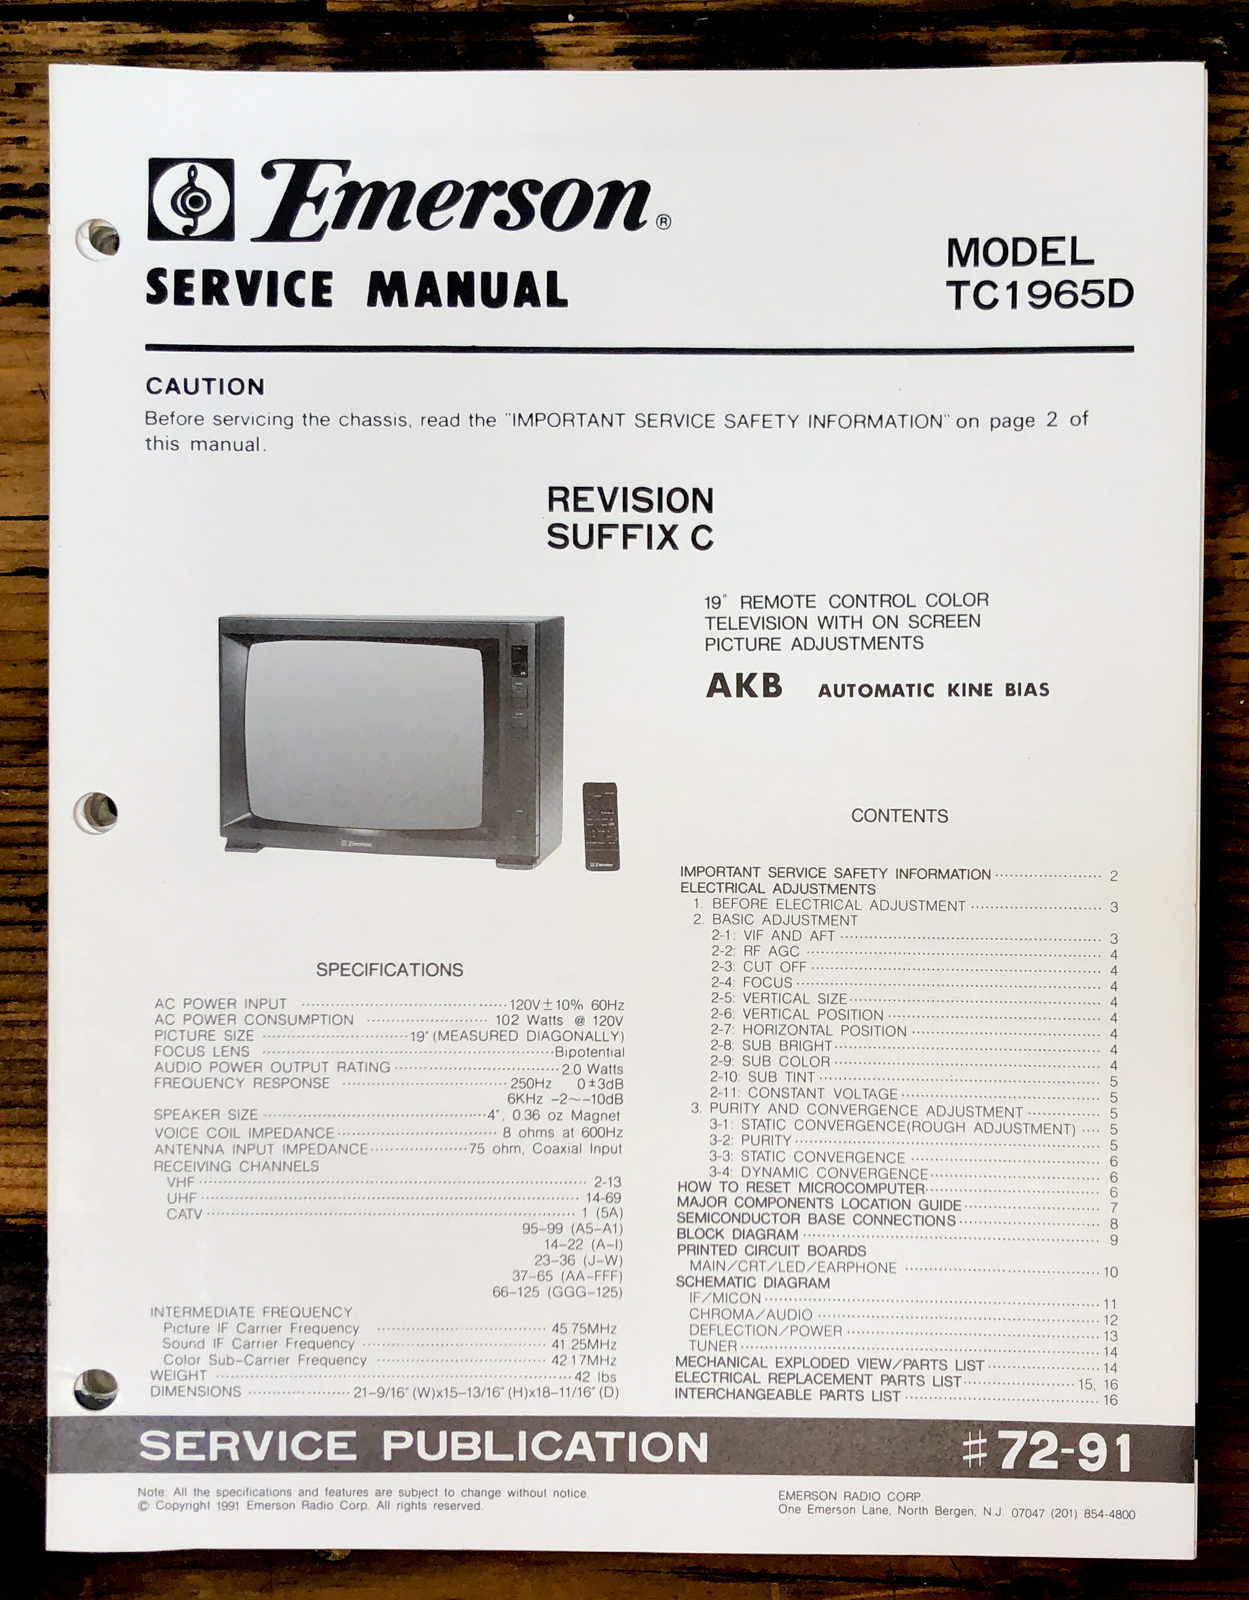 Emerson®
SERVICE MANUAL
MODEL
TC1965D
CAUTION
Before servicing the chassis, read the "IMPORTANT SERVICE SAFETY INFORMATION" on page 2 of
this manual.
REVISION
SUFFIX C
19" REMOTE CONTROL COLOR
TELEVISION WITH ON SCREEN
PICTURE ADJUSTMENTS
AKB AUTOMATIC KINE BIAS
Emerson
Emerson
SPECIFICATIONS
AC POWER INPUT 120V±10% 60Hz
AC POWER CONSUMPTION 102 Watts @ 120V
PICTURE SIZE 19" (MEASURED DIAGONALLY)
FOCUS LENS Bipotential
AUDIO POWER OUTPUT RATING 2.0 Watts
FREQUENCY RESPONSE 250Hz 0±3dB
6KHz -2~-10dB
SPEAKER SIZE 4", 0.36 oz Magnet
VOICE COIL IMPEDANCE 8 ohms at 600Hz
ANTENNA INPUT IMPEDANCE 75 ohm, Coaxial Input
RECEIVING CHANNELS
VHF 2-13
UHF 14-69
CATV 1 (5A)
95-99 (A5-A1)
14-22 (A-I)
23-36 (J-W)
37-65 (AA-FFF)
66-125 (GGG-125)
INTERMEDIATE FREQUENCY
Picture IF Carrier Frequency 45 75MHz
Sound IF Carrier Frequency 41 25MHz
Color Sub-Carrier Frequency 42 17MHz
WEIGHT 42 lbs
DIMENSIONS 21-9/16" (W)x15-13/16" (H)x18-11/16" (D)
CONTENTS
IMPORTANT SERVICE SAFETY INFORMATION 2
ELECTRICAL ADJUSTMENTS
1. BEFORE ELECTRICAL ADJUSTMENT 3
2. BASIC ADJUSTMENT
2-1: VIF AND AFT 3
2-2: RF AGC 4
2-3: CUT OFF 4
2-4: FOCUS 4
2-5: VERTICAL SIZE 4
2-6: VERTICAL POSITION 4
2-7: HORIZONTAL POSITION 4
2-8: SUB BRIGHT 4
2-9: SUB COLOR 4
2-10: SUB TINT 5
2-11: CONSTANT VOLTAGE 5
3. PURITY AND CONVERGENCE ADJUSTMENT 5
3-1: STATIC CONVERGENCE(ROUGH ADJUSTMENT) 5
3-2: PURITY 5
3-3: STATIC CONVERGENCE 6
3-4: DYNAMIC CONVERGENCE 6
HOW TO RESET MICROCOMPUTER 6
MAJOR COMPONENTS LOCATION GUIDE 7
SEMICONDUCTOR BASE CONNECTIONS 8
BLOCK DIAGRAM 9
PRINTED CIRCUIT BOARDS
MAIN/CRT/LED/EARPHONE 10
SCHEMATIC DIAGRAM
IF/MICON 11
CHROMA/AUDIO 12
DEFLECTION/POWER 13
TUNER 14
MECHANICAL EXPLODED VIEW/PARTS LIST 14
ELECTRICAL REPLACEMENT PARTS LIST 15, 16
INTERCHANGEABLE PARTS LIST 16
SERVICE PUBLICATION #72-91
Note: All the specifications and features are subject to change without notice.
© Copyright 1991 Emerson Radio Corp. All rights reserved.
EMERSON RADIO CORP.
One Emerson Lane, North Bergen, N.J. 07047 (201) 854-4800